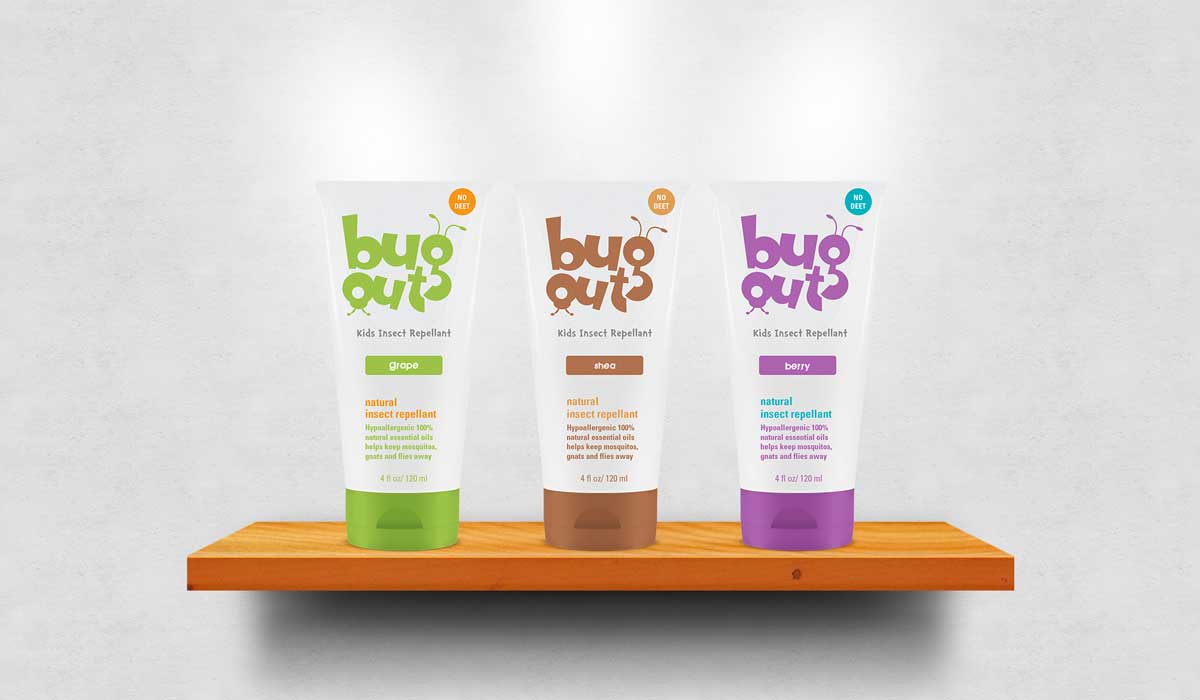 NO
DEET
bug
out
Kids Insect Repellant
grape
natural
insect repellant
Hypoallergenic 100%
natural essential oils
helps keep mosquitos,
gnats and flies away
4 fl oz/ 120 ml
NO
DEET
bug
out
Kids Insect Repellant
shea
natural
insect repellant
Hypoallergenic 100%
natural essential oils
helps keep mosquitos,
gnats and flies away
4 fl oz/ 120 ml
NO
DEET
bug
out
Kids Insect Repellant
berry
natural
insect repellant
Hypoallergenic 100%
natural essential oils
helps keep mosquitos,
gnats and flies away
4 fl oz/ 120 ml